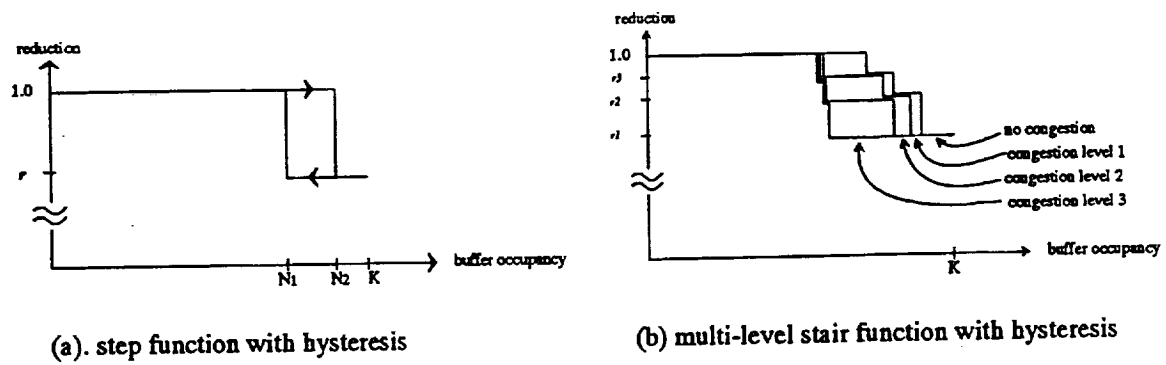 reduction
1.0
r
N1
N2
K
buffer occupancy
(a). step function with hysteresis
reduction
1.0
r3
r2
r1
no congestion
congestion level 1
congestion level 2
congestion level 3
K
buffer occupancy
(b) multi-level stair function with hysteresis